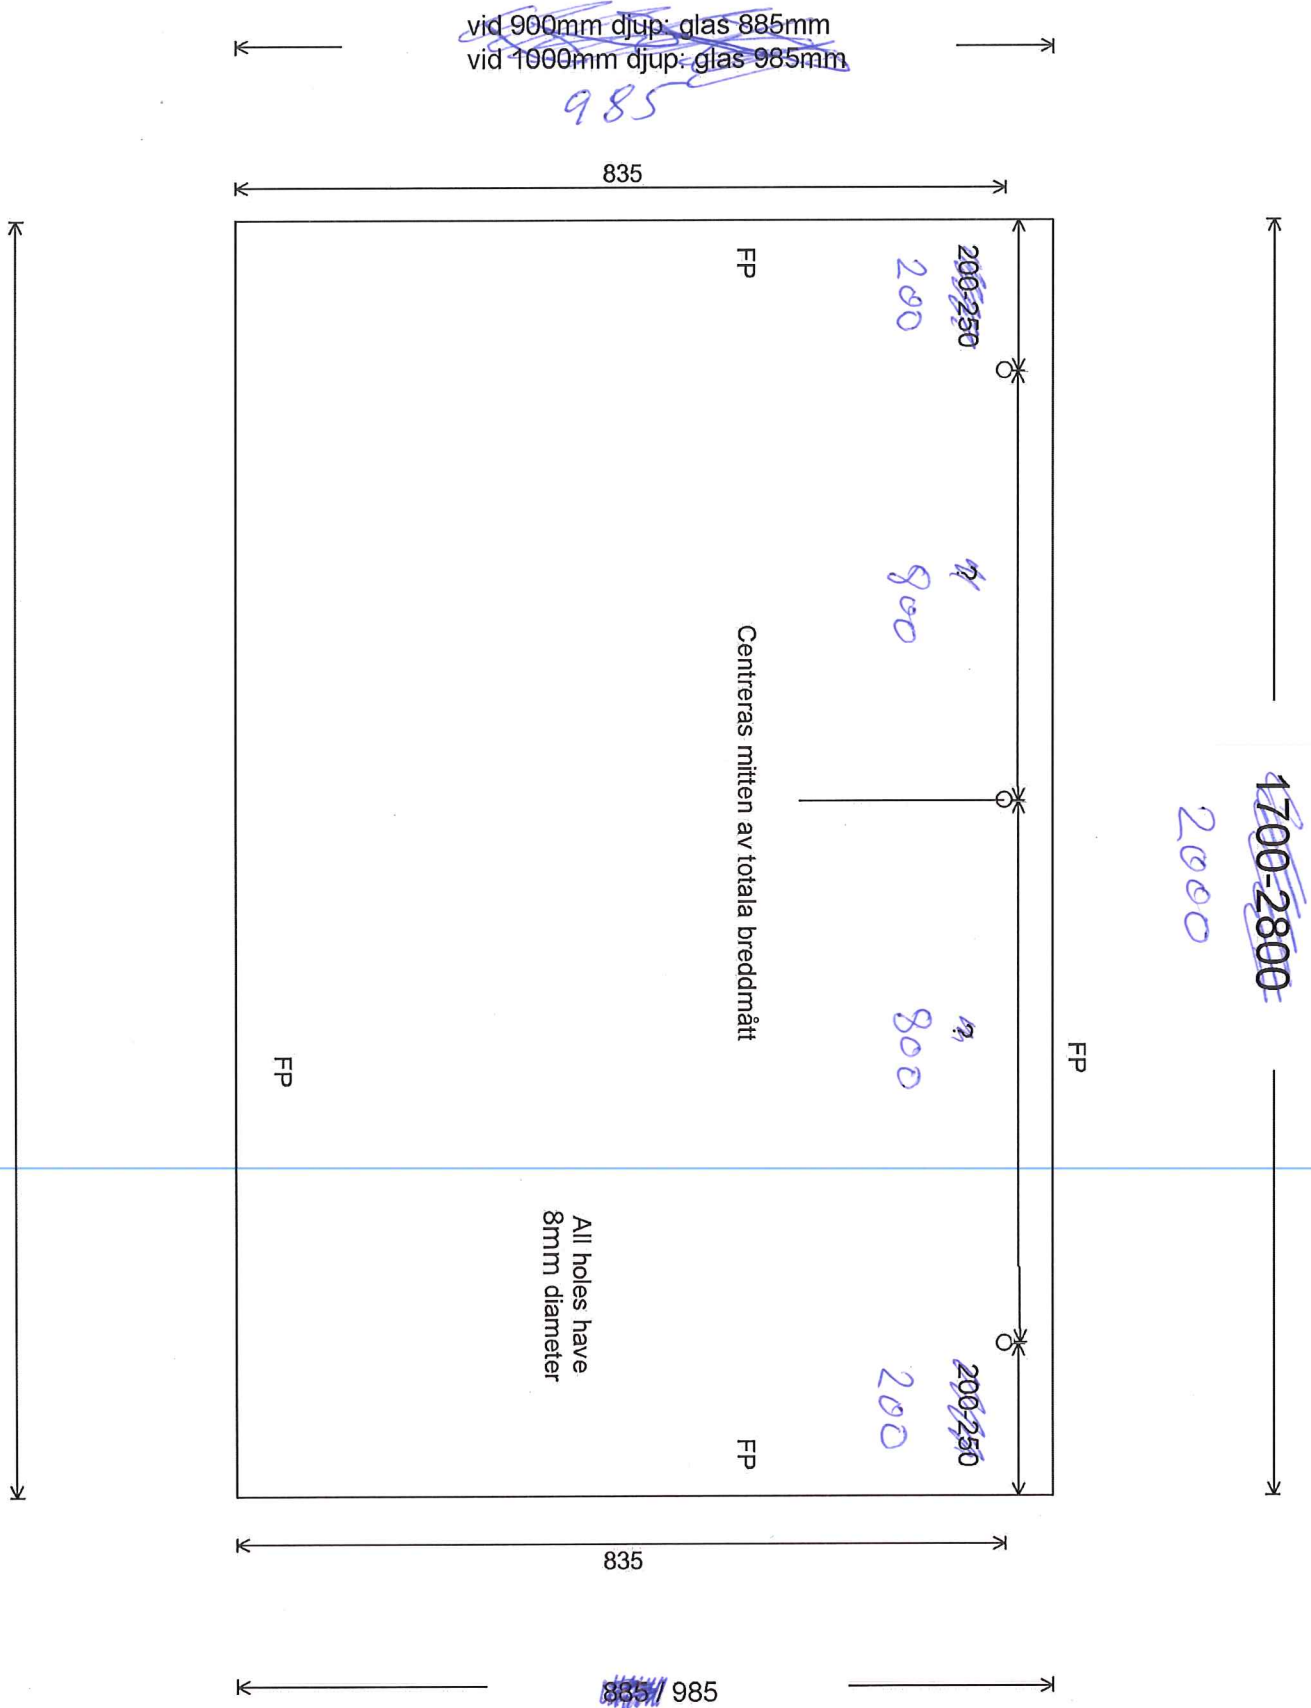 vid 900mm djup: glas 885mm
vid 1000mm djup: glas 985mm
985
835
FP
200-250
200
?
800
Centreras mitten av totala breddmått
1700-2800
2000
?
800
FP
FP
All holes have
8mm diameter
200-250
200
FP
835
885 / 985